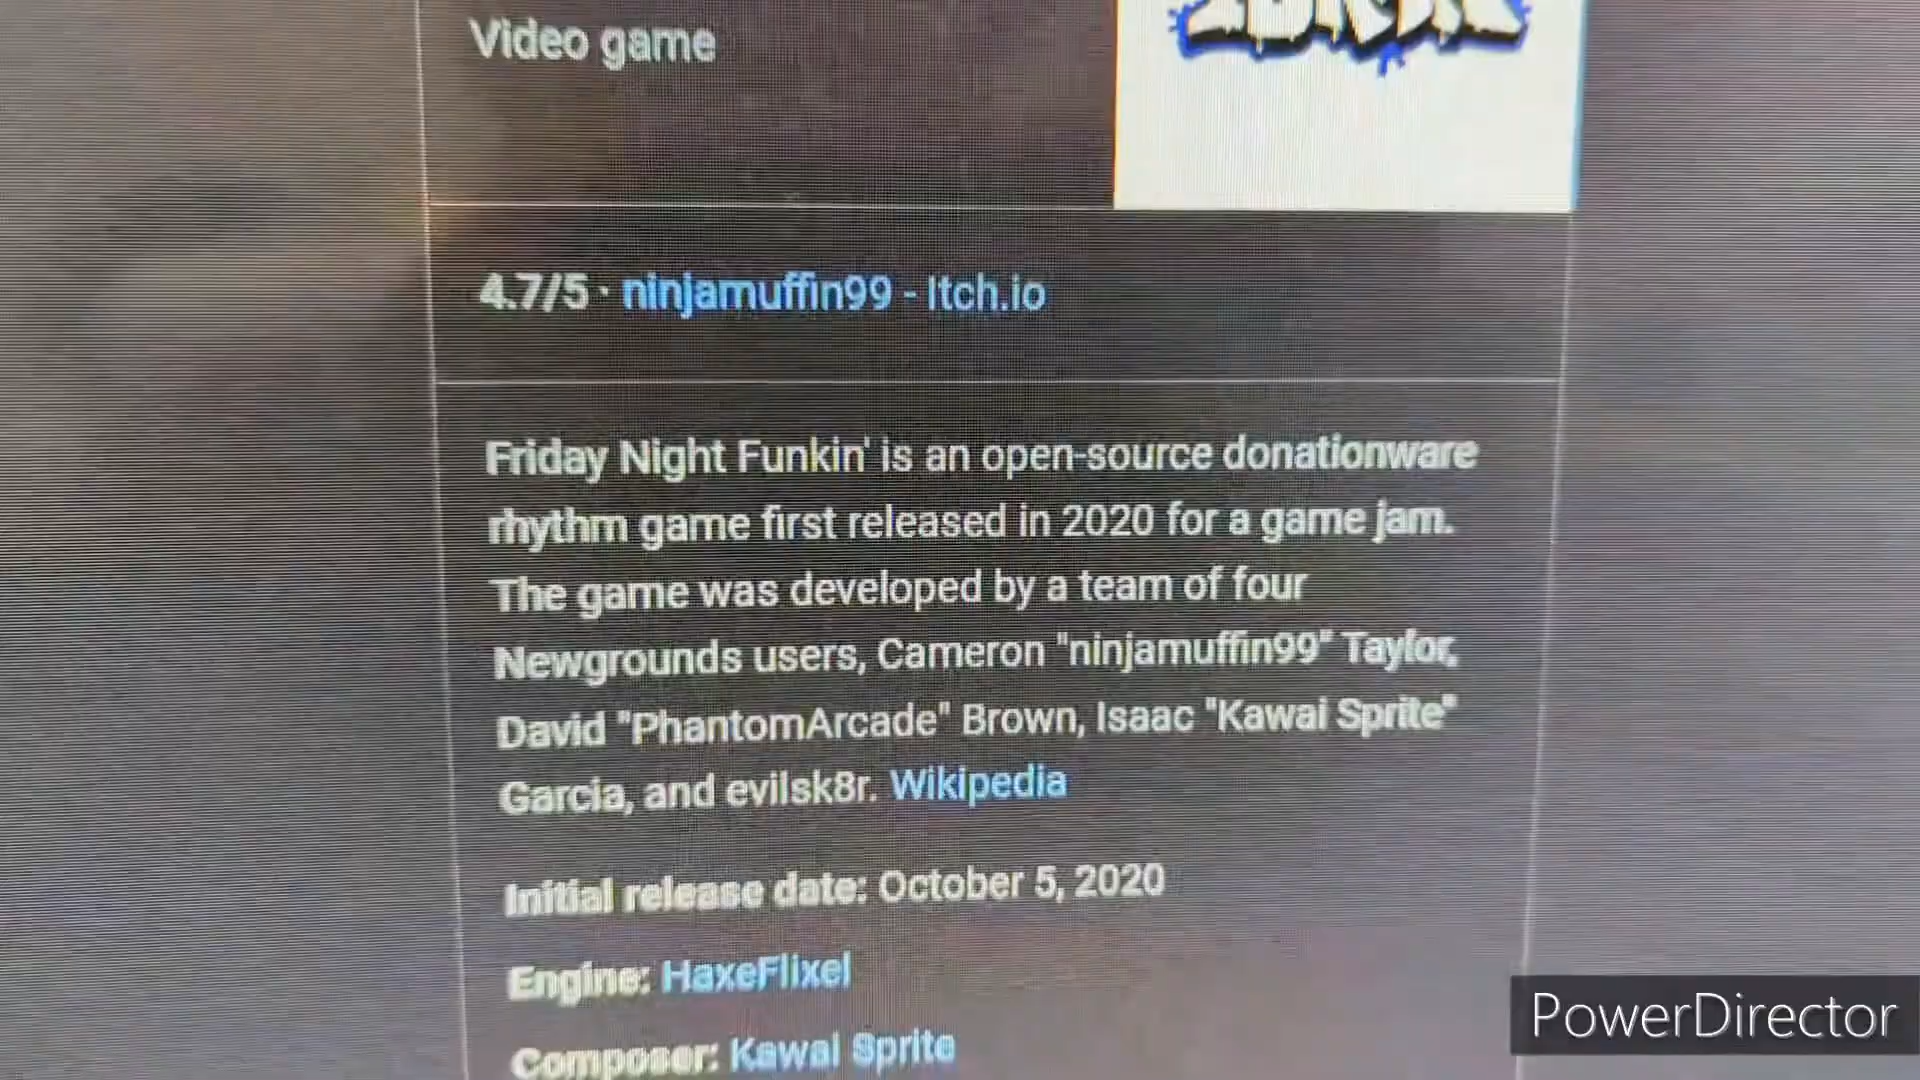 Video game
4.7/5 · ninjamuffin99 - Itch.io
Friday Night Funkin' is an open-source donationware
rhythm game first released in 2020 for a game jam.
The game was developed by a team of four
Newgrounds users, Cameron "ninjamuffin99" Taylor,
David "PhantomArcade" Brown, Isaac "Kawai Sprite"
Garcia, and evilsk8r. Wikipedia
Initial release date: October 5, 2020
Engine: HaxeFlixel
Composer: Kawai Sprite
PowerDirector